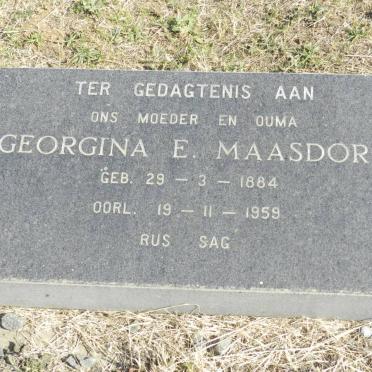 TER GEDAGTENIS AAN
ONS MOEDER EN OUMA
GEORGINA E. MAASDOR
GEB. 29 - 3 - 1884
OORL. 19 - 11 - 1959
RUS SAG